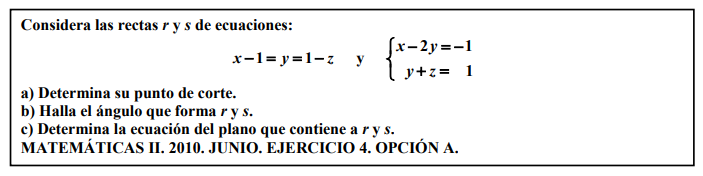 Considera las rectas r y s de ecuaciones:
x−1= y=1−z y { x−2y=−1
y+z= 1
a) Determina su punto de corte.
b) Halla el ángulo que forma r y s.
c) Determina la ecuación del plano que contiene a r y s.
MATEMÁTICAS II. 2010. JUNIO. EJERCICIO 4. OPCIÓN A.